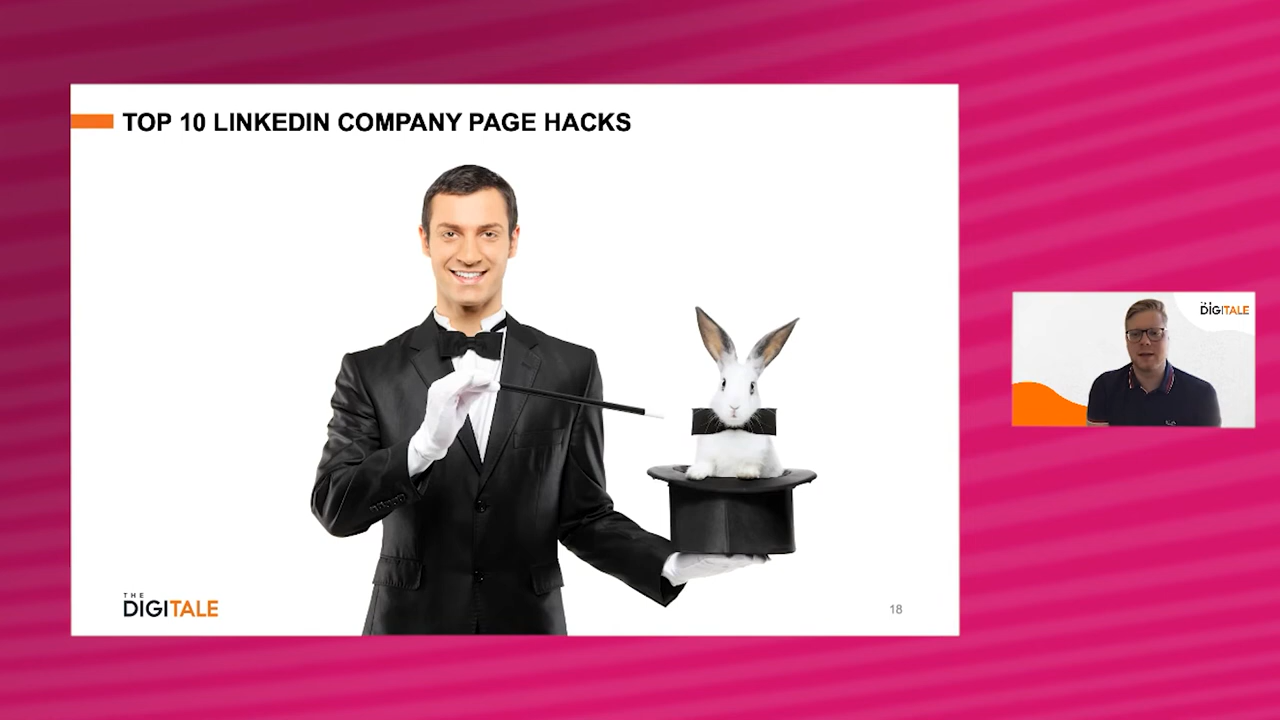 TOP 10 LINKEDIN COMPANY PAGE HACKS
THE
DIGITALE
18
THE
DIGITALE